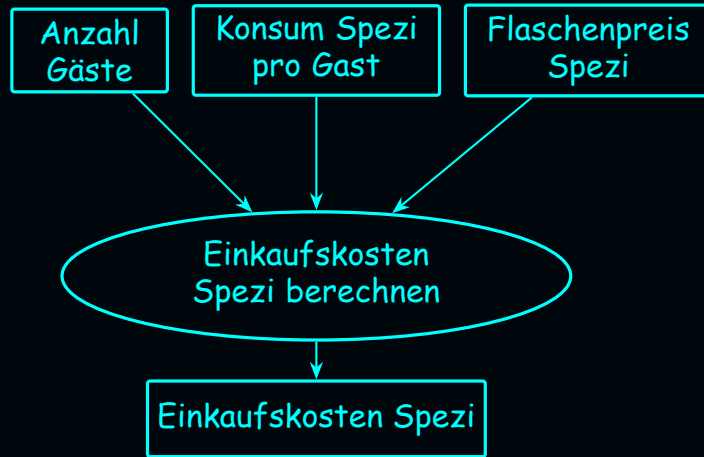 Anzahl
Gäste
Konsum Spezi
pro Gast
Flaschenpreis
Spezi
Einkaufskosten
Spezi berechnen
Einkaufskosten Spezi